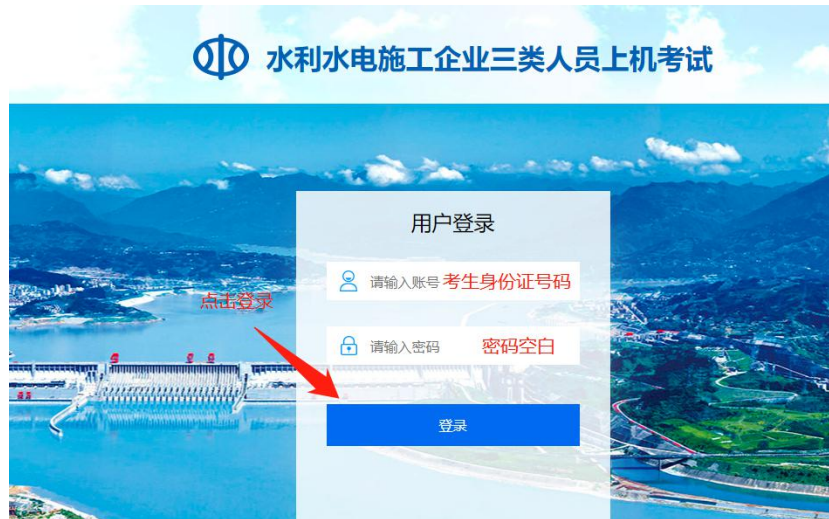 水利水电施工企业三类人员上机考试
用户登录
请输入账号 考生身份证号码
点击登录
请输入密码 密码空白
登录